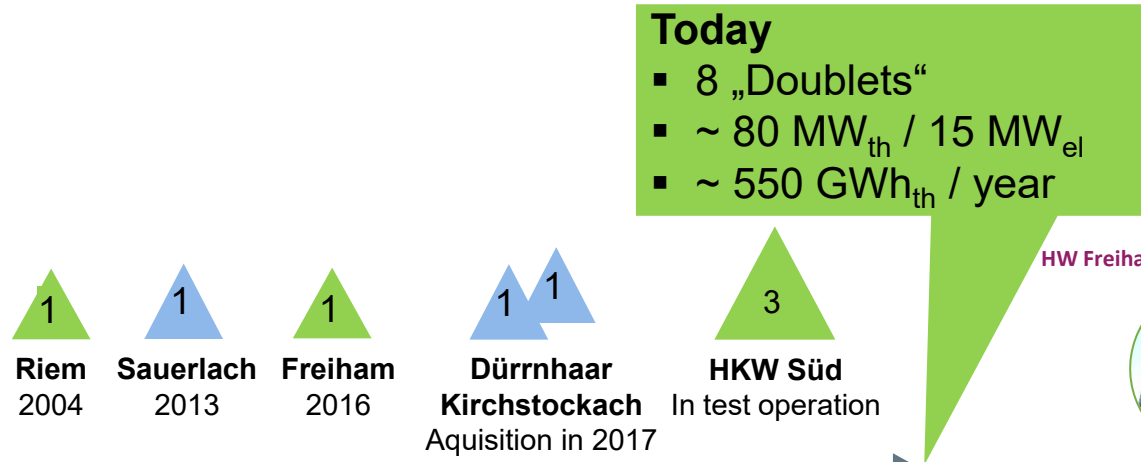 Today
▪ 8 „Doublets“
▪ ~ 80 MWth / 15 MWel
▪ ~ 550 GWhth / year
HW Freiha
1
1
1
1
1
3
Riem
2004
Sauerlach
2013
Freiham
2016
Dürrnhaar
Kirchstockach
Aquisition in 2017
HKW Süd
In test operation